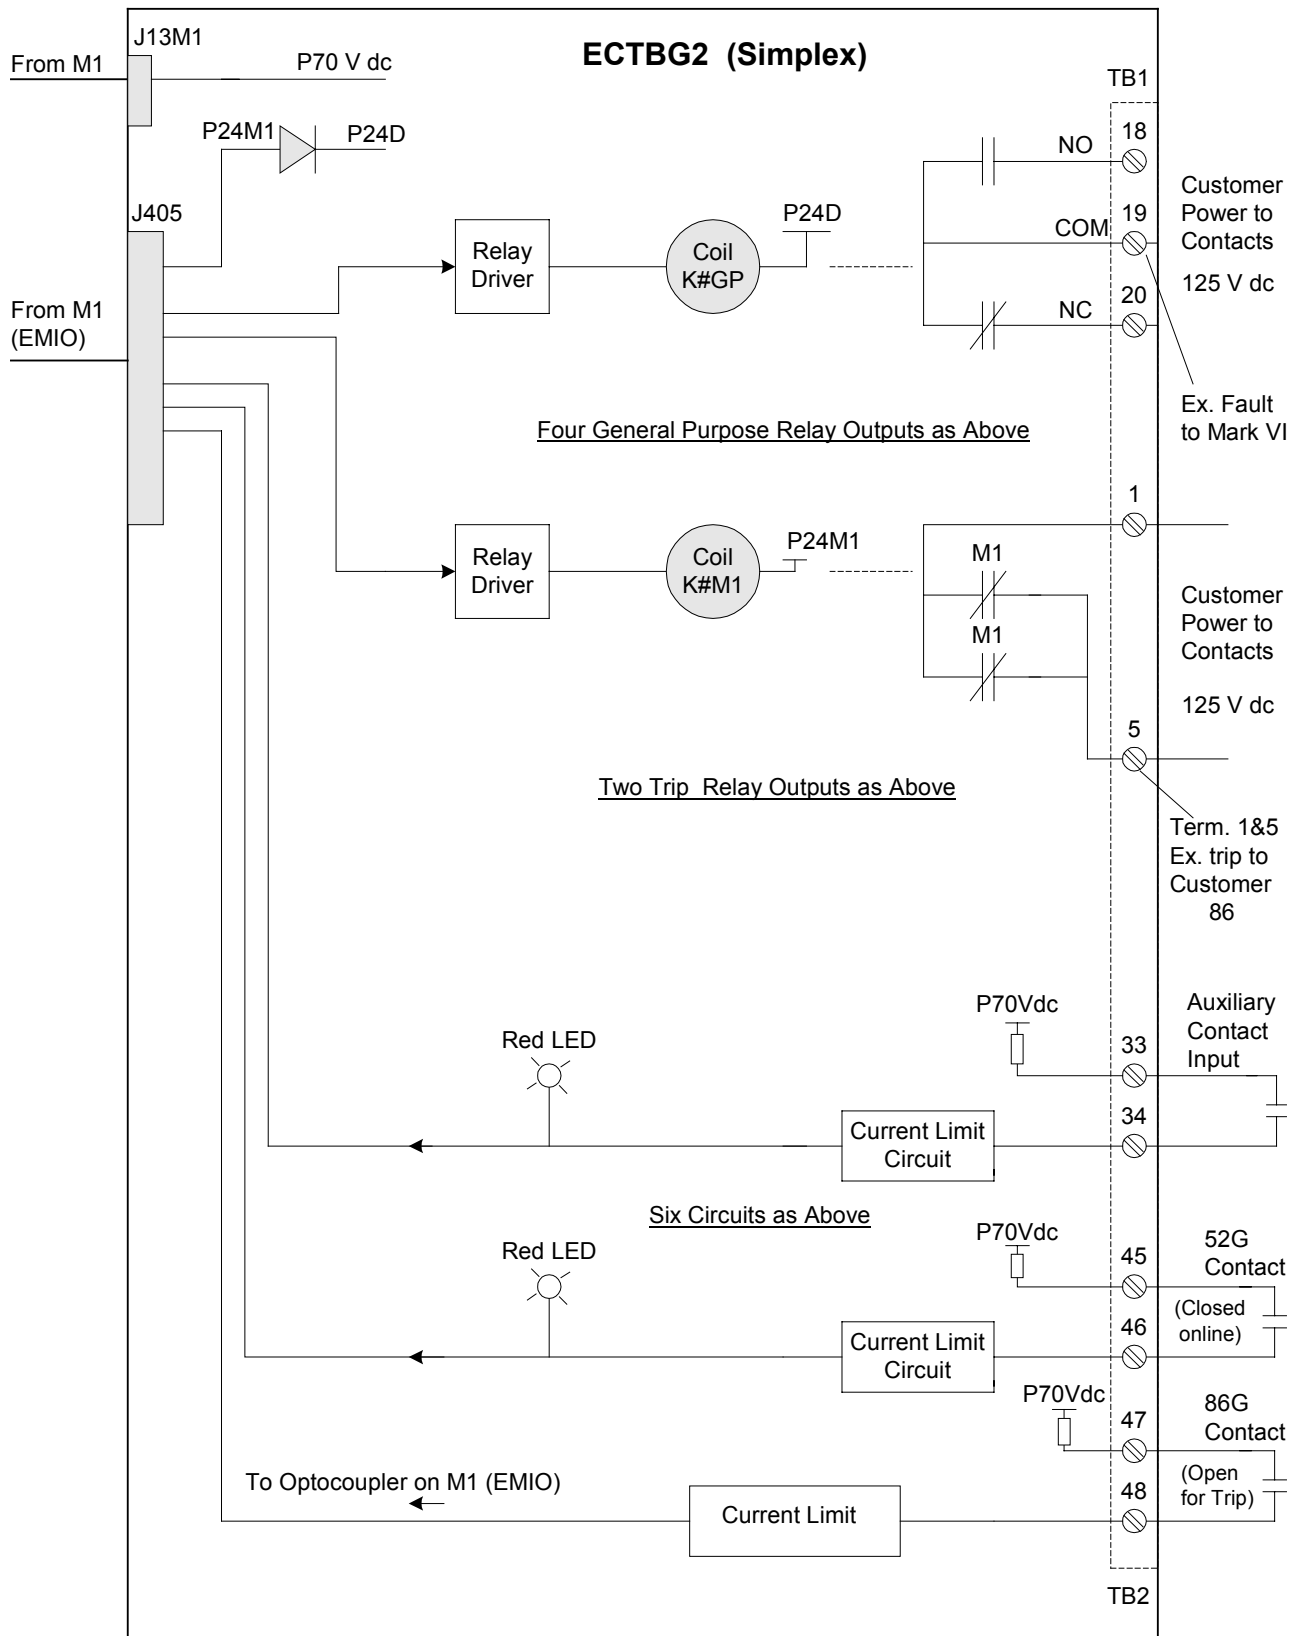 ECTBG2 (Simplex)
J13M1
From M1
P70 V dc
TB1
P24M1
P24D
18
NO
Customer
Power to
Contacts
125 V dc
J405
P24D
19
COM
Relay
Driver
Coil
K#GP
20
NC
From M1
(EMIO)
Ex. Fault
to Mark VI
Four General Purpose Relay Outputs as Above
1
Relay
Driver
Coil
K#M1
P24M1
M1
M1
Customer
Power to
Contacts
125 V dc
5
Two Trip Relay Outputs as Above
Term. 1&5
Ex. trip to
Customer
86
P70Vdc
Auxiliary
Contact
Input
33
Red LED
34
Current Limit
Circuit
Six Circuits as Above
P70Vdc
45
52G
Contact
Red LED
(Closed
online)
46
Current Limit
Circuit
P70Vdc
47
86G
Contact
(Open
for Trip)
To Optocoupler on M1 (EMIO)
48
Current Limit
TB2